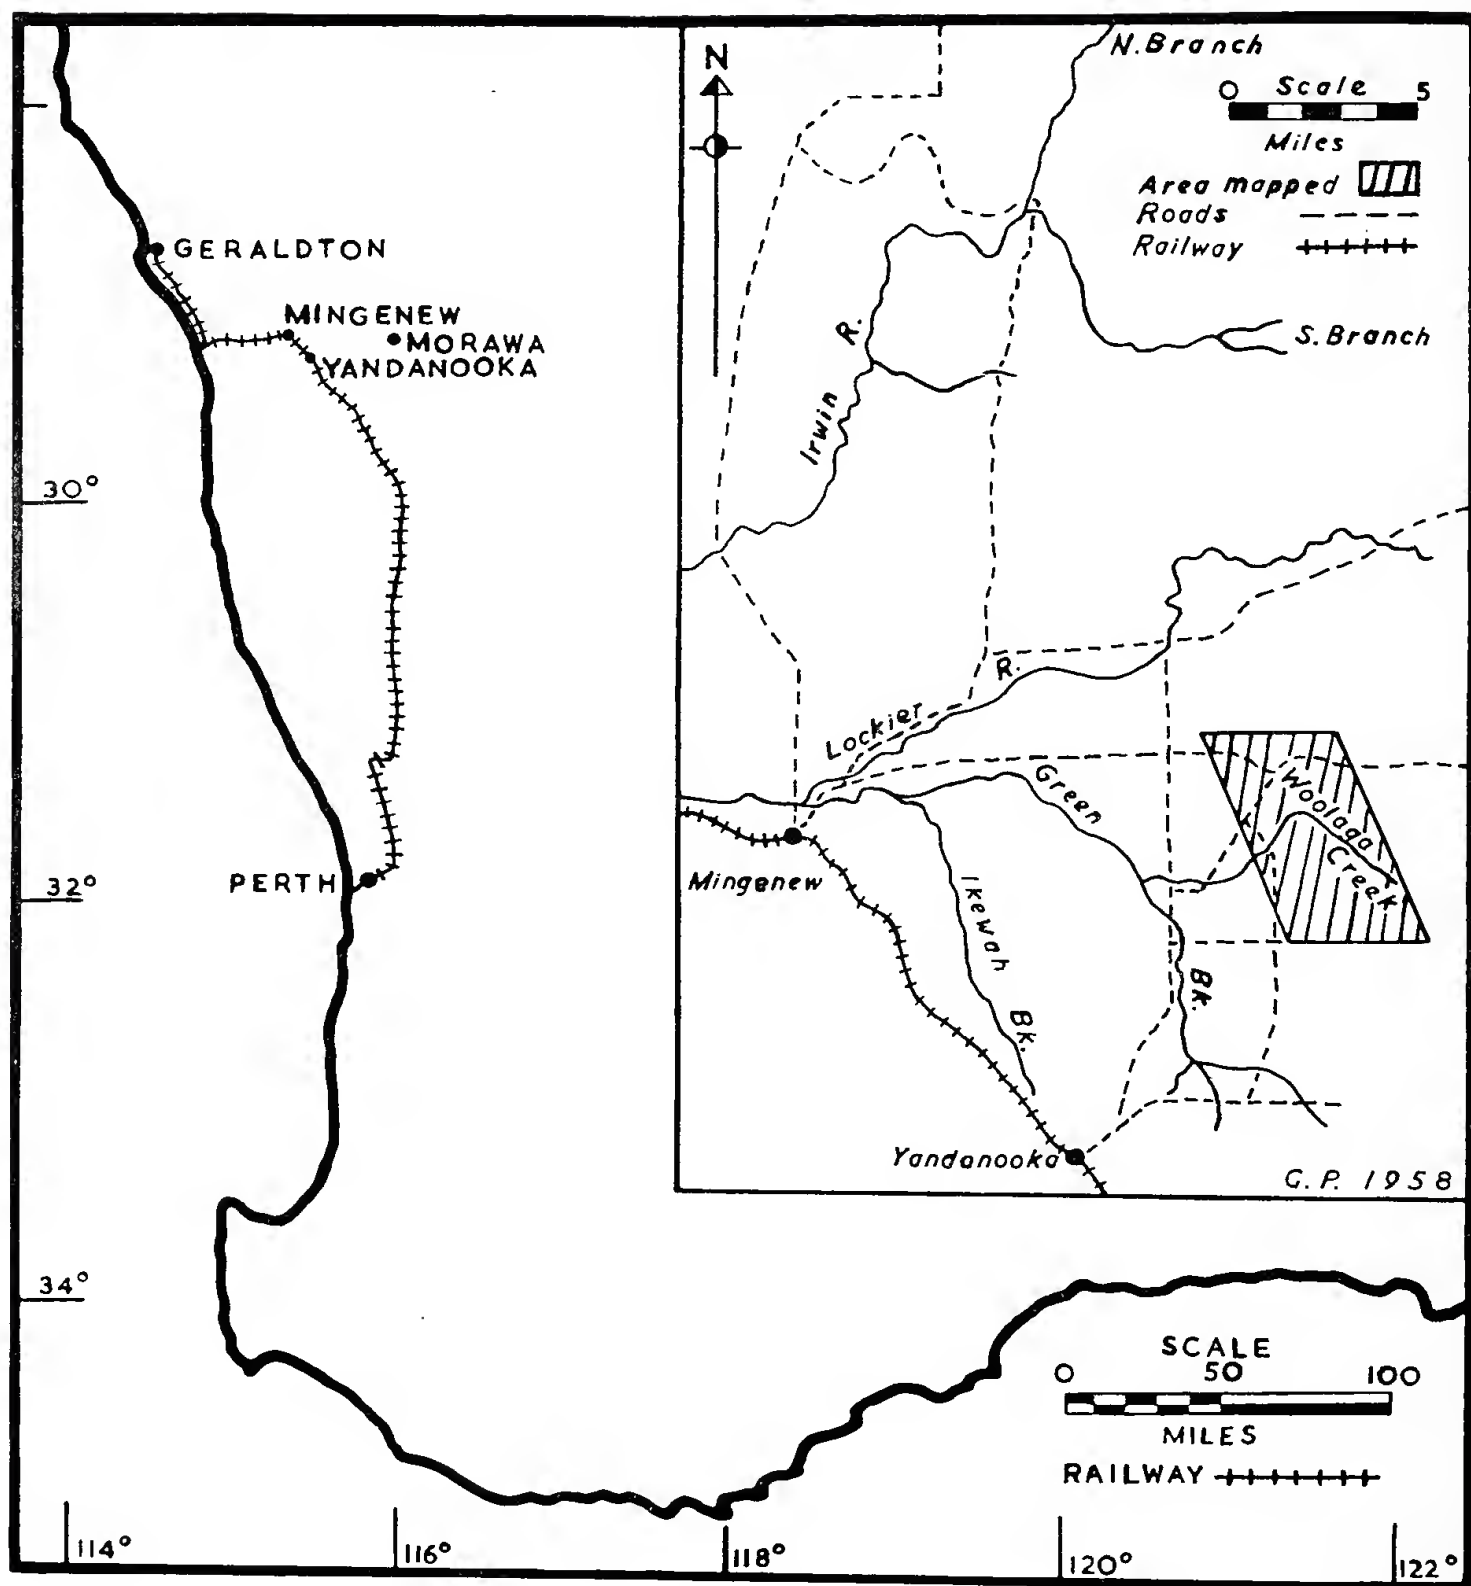 GERALDTON
MINGENEW
MORAWA
YANDANOOKA
30°
PERTH
32°
34°
114°
116°
118°
120°
122°
N
N. Branch
0 Scale 5
Miles
Area mapped
Roads
Railway
S. Branch
Irwin R.
Lockier R.
Green Bk.
Woolaga Creek
Mingenew
Ikewah Bk.
Yandanooka
G. P. 1958
SCALE
0 50 100
MILES
RAILWAY